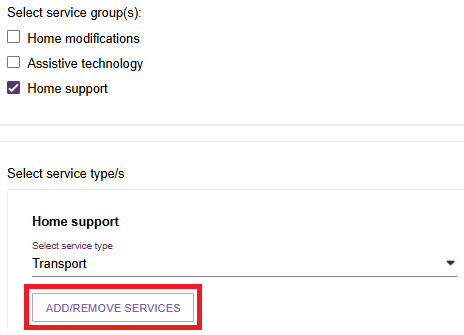 Select service group(s):
Home modifications
Assistive technology
Home support
Select service type/s
Home support
Select service type
Transport
ADD/REMOVE SERVICES